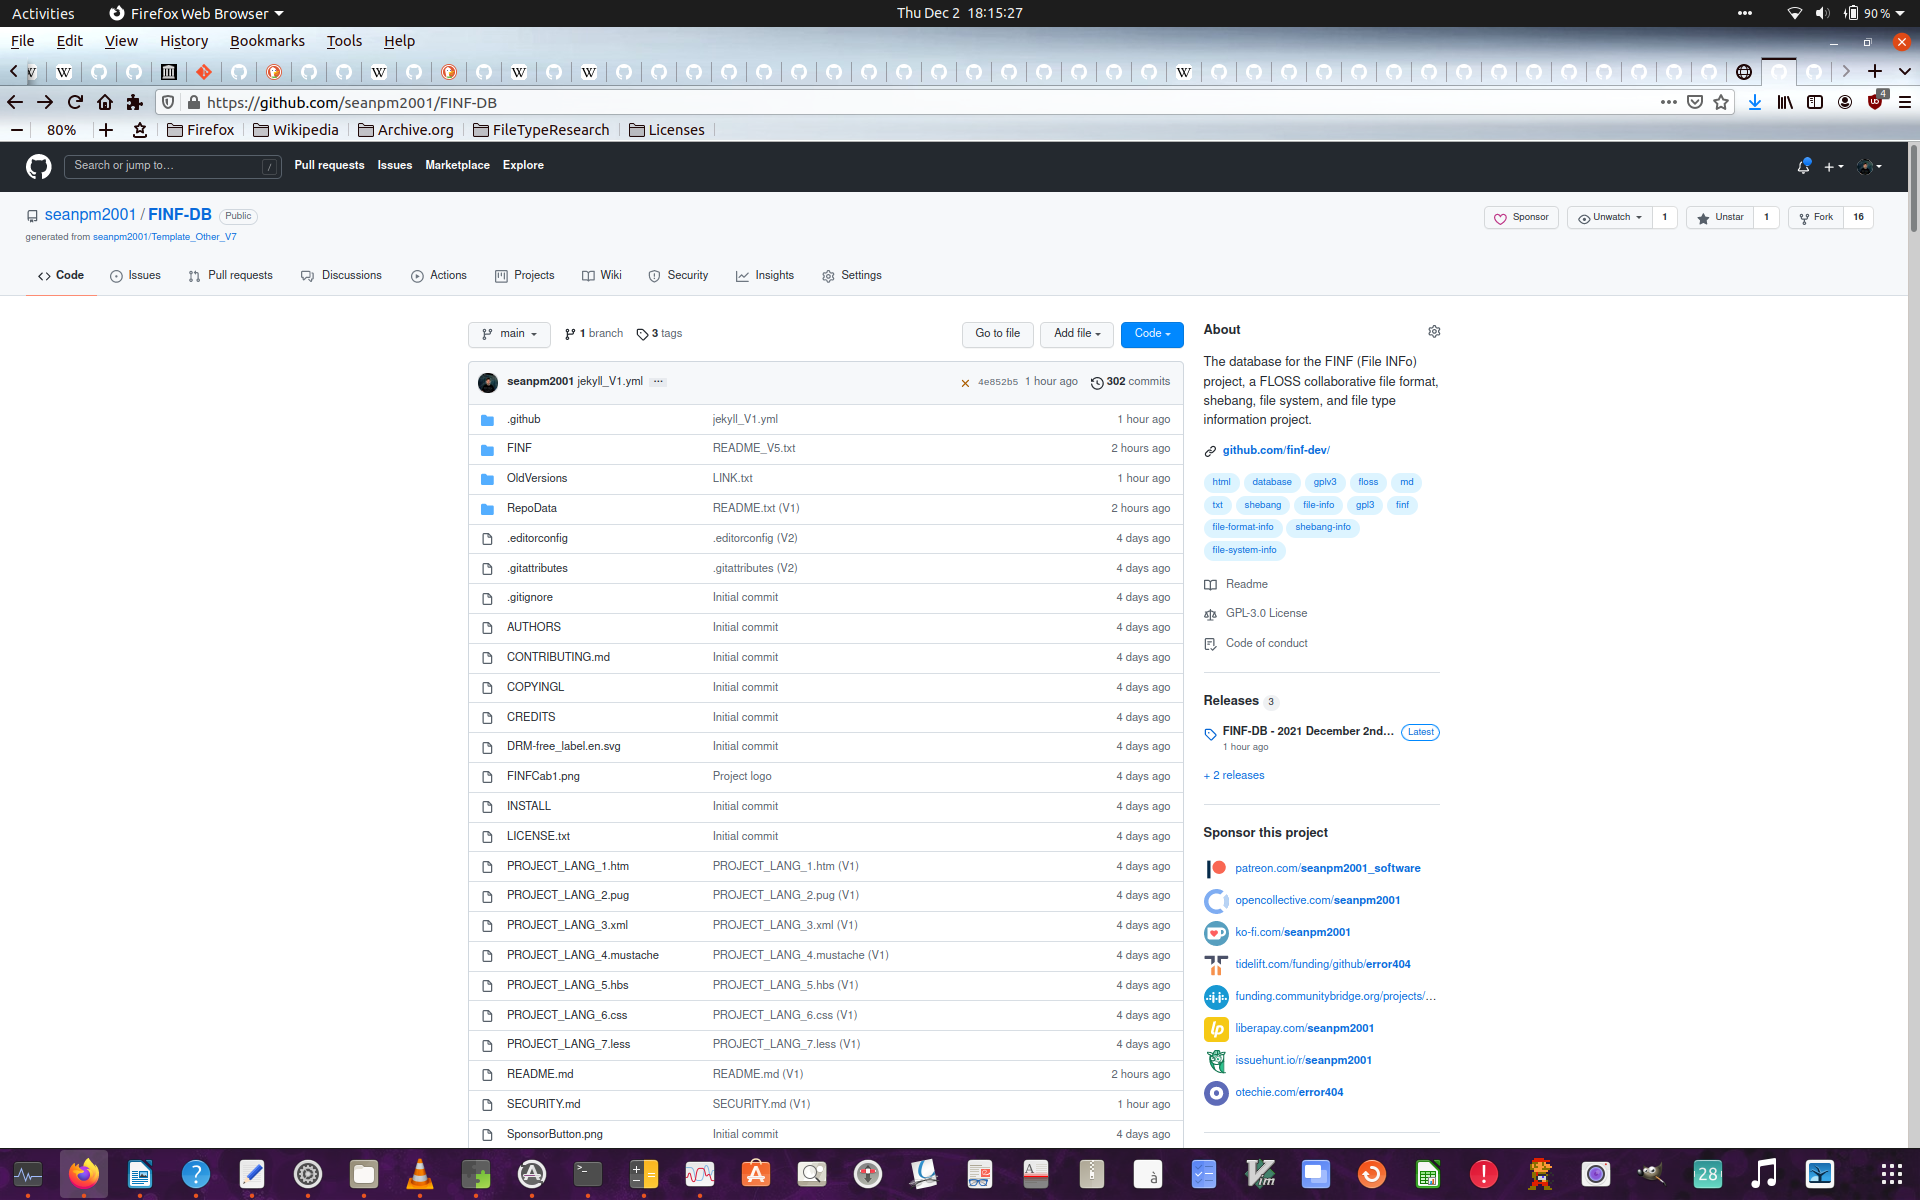 Activities
Firefox Web Browser
Thu Dec 2 18:15:27
90 %
File Edit View History Bookmarks Tools Help
https://github.com/seanpm2001/FINF-DB
4
80%
Firefox
Wikipedia
Archive.org
FileTypeResearch
Licenses
Search or jump to…
/
Pull requests Issues Marketplace Explore
seanpm2001 / FINF-DB Public
Sponsor
Unwatch 1
Unstar 1
Fork 16
generated from seanpm2001/Template_Other_V7
Code
Issues
Pull requests
Discussions
Actions
Projects
Wiki
Security
Insights
Settings
main
1 branch
3 tags
Go to file
Add file
Code
seanpm2001 jekyll_V1.yml ...
4e852b5 1 hour ago
302 commits
.github jekyll_V1.yml 1 hour ago
FINF README_V5.txt 2 hours ago
OldVersions LINK.txt 1 hour ago
RepoData README.txt (V1) 2 hours ago
.editorconfig .editorconfig (V2) 4 days ago
.gitattributes .gitattributes (V2) 4 days ago
.gitignore Initial commit 4 days ago
AUTHORS Initial commit 4 days ago
CONTRIBUTING.md Initial commit 4 days ago
COPYINGL Initial commit 4 days ago
CREDITS Initial commit 4 days ago
DRM-free_label.en.svg Initial commit 4 days ago
FINFCab1.png Project logo 4 days ago
INSTALL Initial commit 4 days ago
LICENSE.txt Initial commit 4 days ago
PROJECT_LANG_1.htm PROJECT_LANG_1.htm (V1) 4 days ago
PROJECT_LANG_2.pug PROJECT_LANG_2.pug (V1) 4 days ago
PROJECT_LANG_3.xml PROJECT_LANG_3.xml (V1) 4 days ago
PROJECT_LANG_4.mustache PROJECT_LANG_4.mustache (V1) 4 days ago
PROJECT_LANG_5.hbs PROJECT_LANG_5.hbs (V1) 4 days ago
PROJECT_LANG_6.css PROJECT_LANG_6.css (V1) 4 days ago
PROJECT_LANG_7.less PROJECT_LANG_7.less (V1) 4 days ago
README.md README.md (V1) 2 hours ago
SECURITY.md SECURITY.md (V1) 1 hour ago
SponsorButton.png Initial commit 4 days ago
About
The database for the FINF (File INFo)
project, a FLOSS collaborative file format,
shebang, file system, and file type
information project.
github.com/finf-dev/
html database gplv3 floss md
txt shebang file-info gpl3 finf
file-format-info shebang-info
file-system-info
Readme
GPL-3.0 License
Code of conduct
Releases 3
FINF-DB - 2021 December 2nd... Latest
1 hour ago
+ 2 releases
Sponsor this project
patreon.com/seanpm2001_software
opencollective.com/seanpm2001
ko-fi.com/seanpm2001
tidelift.com/funding/github/error404
funding.communitybridge.org/projects/...
liberapay.com/seanpm2001
issuehunt.io/r/seanpm2001
otechie.com/error404
28